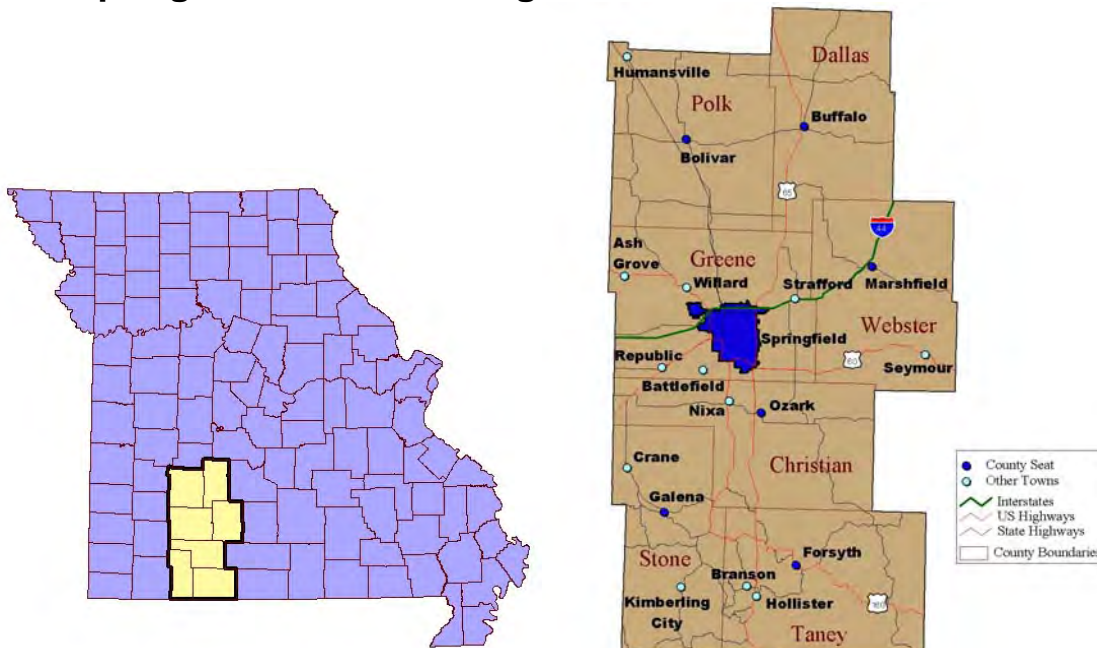 Dallas
Humansville
Polk
Buffalo
Bolivar
65
44
Ash
Grove
Greene
Willard
Strafford
Marshfield
Webster
Springfield
Republic
60
Seymour
Battlefield
Nixa
Ozark
Crane
Christian
Galena
County Seat
Other Towns
Interstates
US Highways
State Highways
County Boundaries
Forsyth
Stone
Branson
Kimberling
City
Hollister
160
Taney